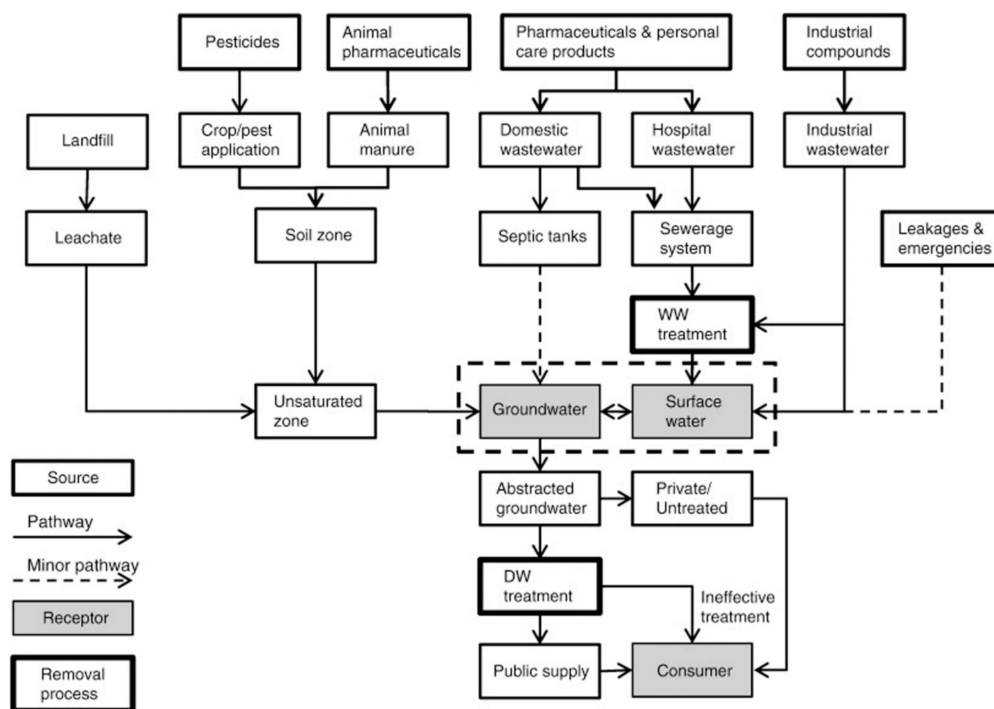 Pesticides
Animal
pharmaceuticals
Pharmaceuticals & personal
care products
Industrial
compounds
Landfill
Crop/pest
application
Animal
manure
Domestic
wastewater
Hospital
wastewater
Industrial
wastewater
Leachate
Soil zone
Septic tanks
Sewerage
system
Leakages &
emergencies
WW
treatment
Unsaturated
zone
Groundwater
Surface
water
Source
Pathway
Minor pathway
Receptor
Removal
process
Abstracted
groundwater
Private/
Untreated
DW
treatment
Ineffective
treatment
Public supply
Consumer